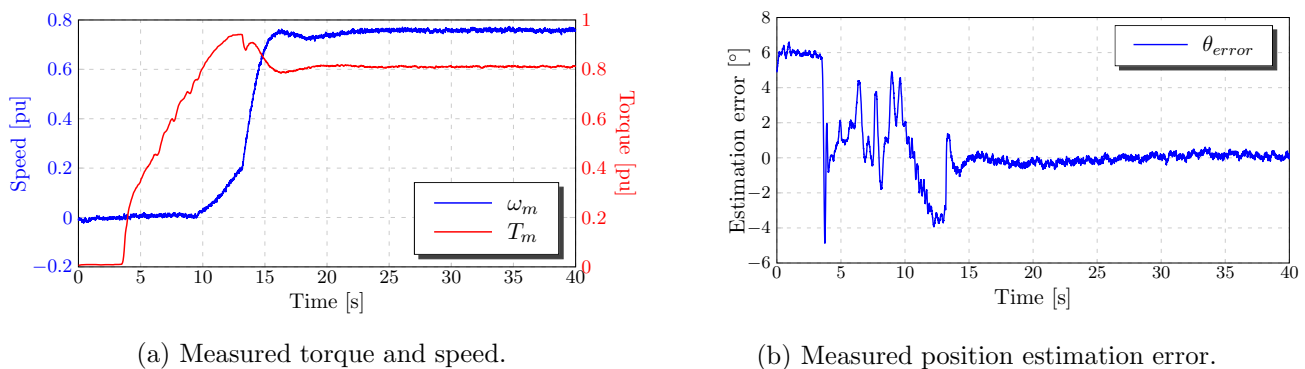 0.8
0.6
0.4
0.2
0
−0.2
Speed [pu]
1
0.8
0.6
0.4
0.2
0
Torque [pu]
ω_m
T_m
0 5 10 15 20 25 30 35 40
Time [s]
(a) Measured torque and speed.
8
6
4
2
0
−2
−4
−6
Estimation error [°]
θ_error
0 5 10 15 20 25 30 35 40
Time [s]
(b) Measured position estimation error.